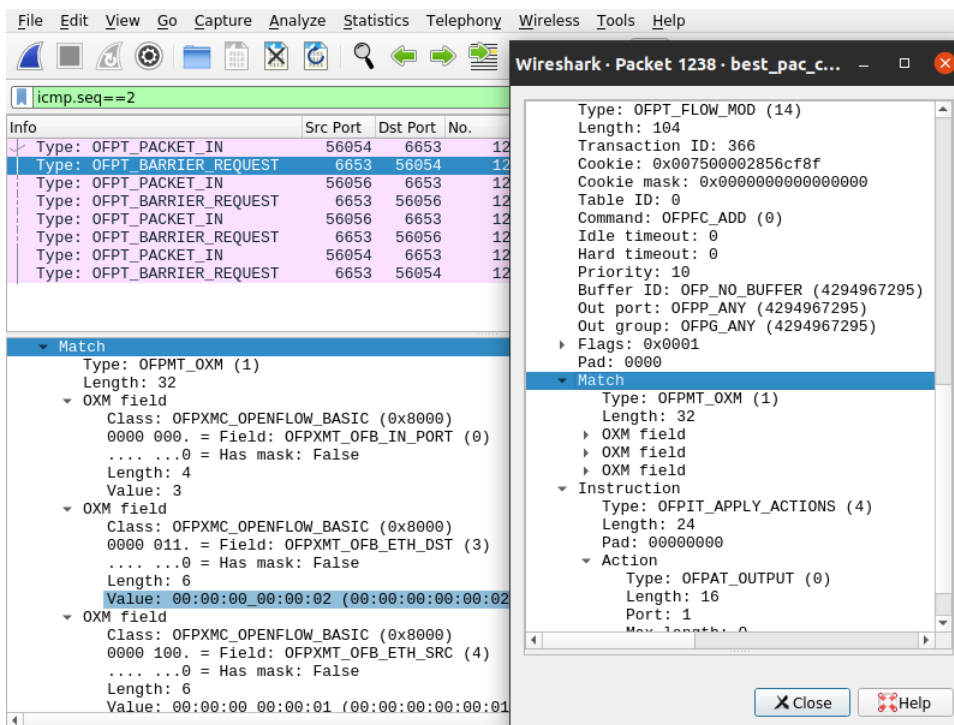 File Edit View Go Capture Analyze Statistics Telephony Wireless Tools Help
icmp.seq==2
Info Src Port Dst Port No.
Type: OFPT_PACKET_IN 56054 6653 12
Type: OFPT_BARRIER_REQUEST 6653 56054 12
Type: OFPT_PACKET_IN 56056 6653 12
Type: OFPT_BARRIER_REQUEST 6653 56056 12
Type: OFPT_PACKET_IN 56056 6653 12
Type: OFPT_BARRIER_REQUEST 6653 56056 12
Type: OFPT_PACKET_IN 56054 6653 12
Type: OFPT_BARRIER_REQUEST 6653 56054 12
Match
Type: OFPMT_OXM (1)
Length: 32
OXM field
Class: OFPXMC_OPENFLOW_BASIC (0x8000)
0000 000. = Field: OFPXMT_OFB_IN_PORT (0)
.... ...0 = Has mask: False
Length: 4
Value: 3
OXM field
Class: OFPXMC_OPENFLOW_BASIC (0x8000)
0000 011. = Field: OFPXMT_OFB_ETH_DST (3)
.... ...0 = Has mask: False
Length: 6
Value: 00:00:00_00:00:02 (00:00:00:00:00:02
OXM field
Class: OFPXMC_OPENFLOW_BASIC (0x8000)
0000 100. = Field: OFPXMT_OFB_ETH_SRC (4)
.... ...0 = Has mask: False
Length: 6
Value: 00:00:00_00:00:01 (00:00:00:00:00:01
Wireshark · Packet 1238 · best_pac_c...
Type: OFPT_FLOW_MOD (14)
Length: 104
Transaction ID: 366
Cookie: 0x007500002856cf8f
Cookie mask: 0x0000000000000000
Table ID: 0
Command: OFPFC_ADD (0)
Idle timeout: 0
Hard timeout: 0
Priority: 10
Buffer ID: OFP_NO_BUFFER (4294967295)
Out port: OFPP_ANY (4294967295)
Out group: OFPG_ANY (4294967295)
Flags: 0x0001
Pad: 0000
Match
Type: OFPMT_OXM (1)
Length: 32
OXM field
OXM field
OXM field
Instruction
Type: OFPIT_APPLY_ACTIONS (4)
Length: 24
Pad: 00000000
Action
Type: OFPAT_OUTPUT (0)
Length: 16
Port: 1
Max length: 0
Close Help